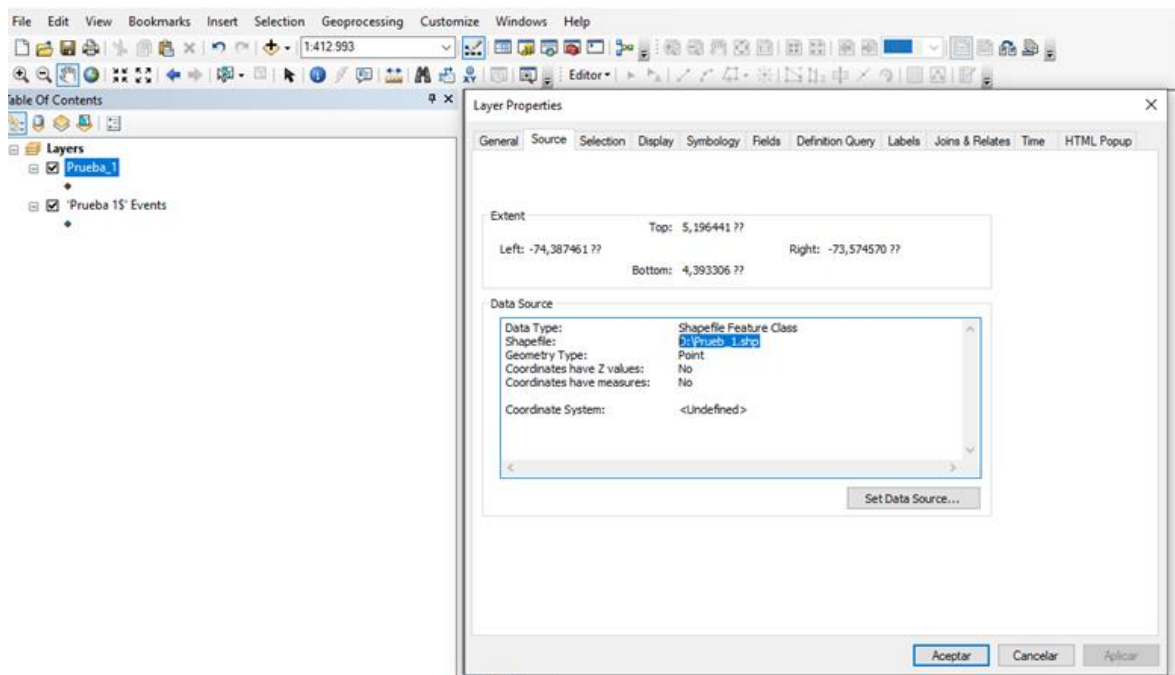 File Edit View Bookmarks Insert Selection Geoprocessing Customize Windows Help
1:412.993
Editor
Table Of Contents
Layers
Prueba_1
'Prueba 1$' Events
Layer Properties
General Source Selection Display Symbology Fields Definition Query Labels Joins & Relates Time HTML Popup
Extent
Top: 5,196441 ??
Left: -74,387461 ?? Right: -73,574570 ??
Bottom: 4,393306 ??
Data Source
Data Type: Shapefile Feature Class
Shapefile: D:\Prueb_1.shp
Geometry Type: Point
Coordinates have Z values: No
Coordinates have measures: No
Coordinate System: <Undefined>
Set Data Source...
Aceptar Cancelar Aplicar